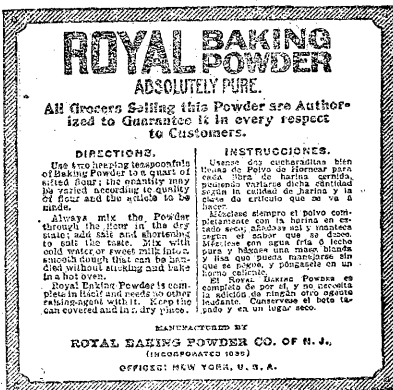 ROYAL BAKING
POWDER
ABSOLUTELY PURE.
All Grocers Selling this Powder are Author-
ized to Guarantee it in every respect
to Customers.
DIRECTIONS.
Use two heaping teaspoonfuls
of Baking Powder to a quart of
sifted flour; the quantity may
be varied according to quality
of flour and the article to be
made.
Always mix the Powder
through the flour in the dry
state; add salt and shortening
to suit the taste. Mix with
cold water or sweet milk into a
smooth dough that can be han-
dled without sticking and bake
in a hot oven.
Royal Baking Powder is com-
plete in itself and needs no other
raising-agent with it. Keep the
can covered and in a dry place.
INSTRUCCIONES.
Usense dos cucharaditas bien
llenas de Polvo de Hornear para
cada libra de harina cernida,
pudiendo variarse dicha cantidad
según la calidad de harina y la
clase de artículo que se va á
hacer.
Mézclese siempre el polvo com-
pletamente con la harina en es-
tado seco; añádase sal y manteca
según el sabor que se desee.
Mézclese con agua fría ó leche
pura y hágase una masa blanda
y lisa que pueda manejarse sin
que se pegue, y póngasele en un
horno caliente.
El ROYAL BAKING POWDER es
completo de por sí, y no necesita
la adición de ningún otro agente
leudante. Consérvese el bote ta-
pado y en un lugar seco.
MANUFACTURED BY
ROYAL BAKING POWDER CO. OF N. J.,
(INCORPORATED
OFFICES: NEW YORK, U. S. A.